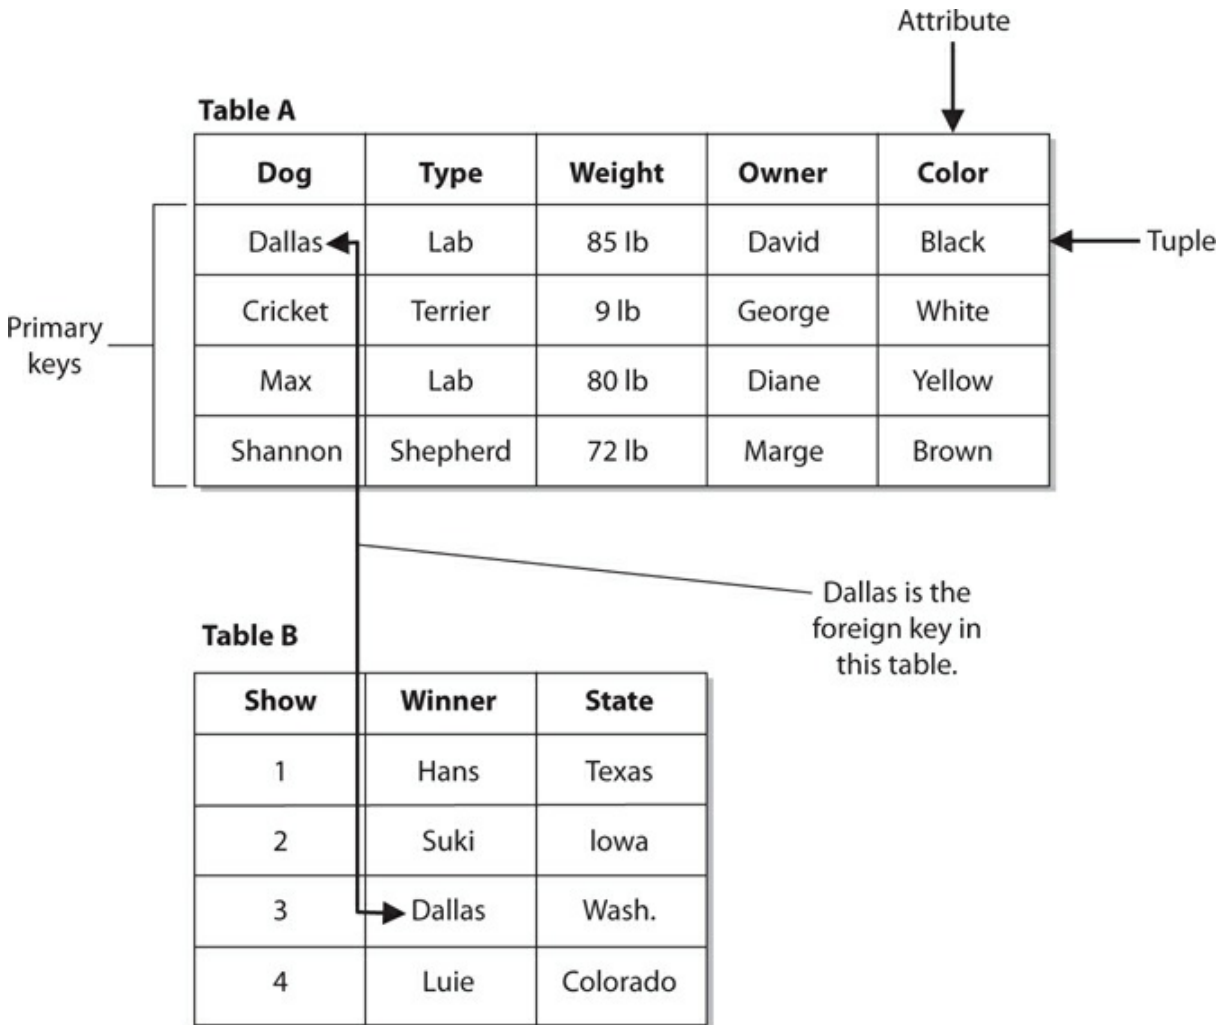 Attribute
Table A
Dog Type Weight Owner Color
Dallas Lab 85 lb David Black
Tuple
Cricket Terrier 9 lb George White
Primary
keys
Max Lab 80 lb Diane Yellow
Shannon Shepherd 72 lb Marge Brown
Dallas is the
foreign key in
this table.
Table B
Show Winner State
1 Hans Texas
2 Suki Iowa
3 Dallas Wash.
4 Luie Colorado